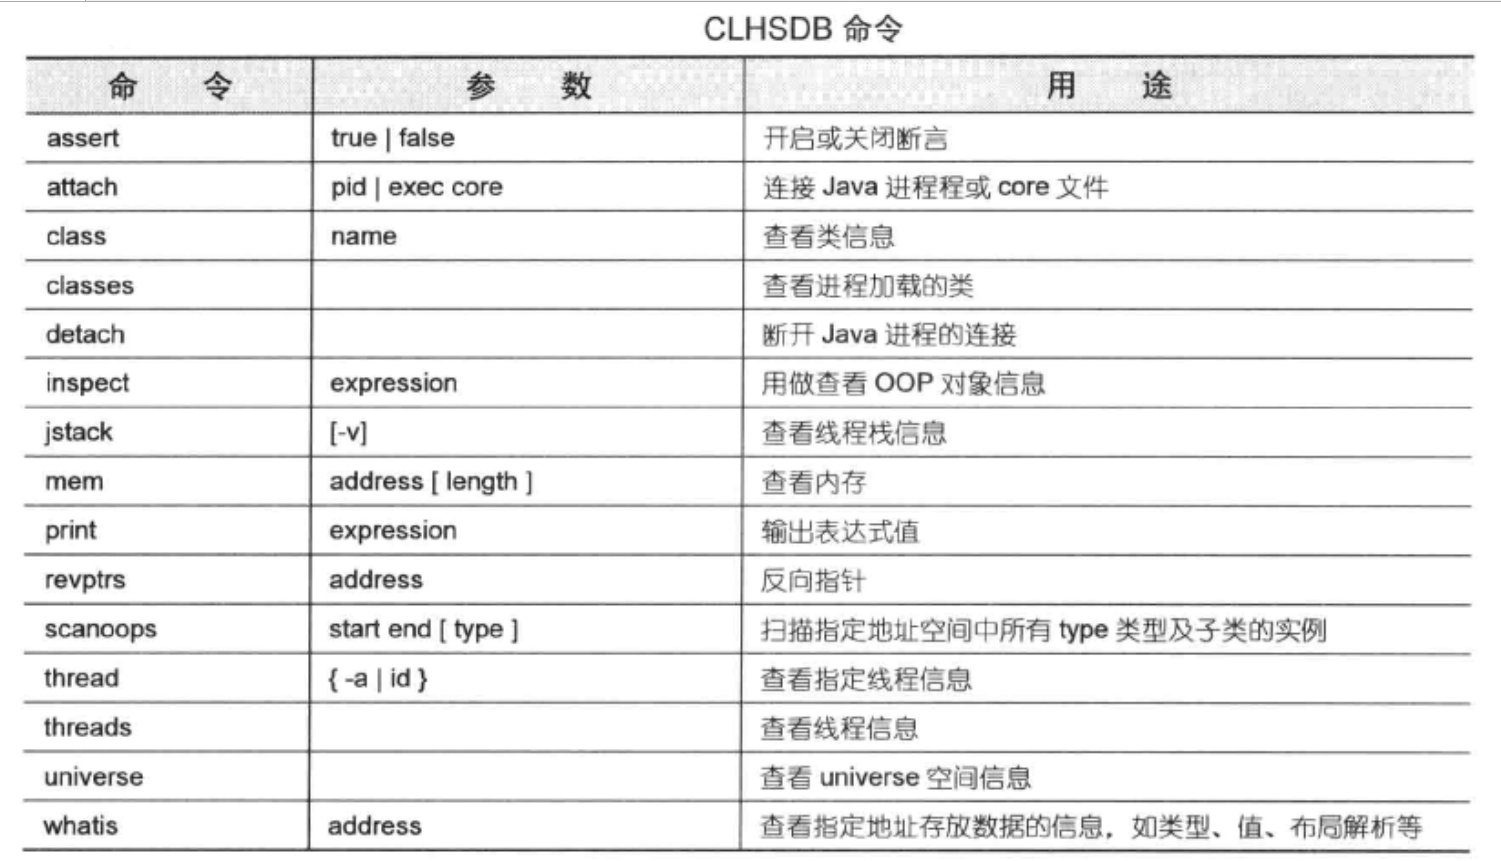 CLHSDB 命令
命 令 参 数 用 途
assert true | false 开启或关闭断言
attach pid | exec core 连接 Java 进程程或 core 文件
class name 查看类信息
classes 查看进程加载的类
detach 断开 Java 进程的连接
inspect expression 用做查看 OOP 对象信息
jstack [-v] 查看线程栈信息
mem address [ length ] 查看内存
print expression 输出表达式值
revptrs address 反向指针
scanoops start end [ type ] 扫描指定地址空间中所有 type 类型及子类的实例
thread { -a | id } 查看指定线程信息
threads 查看线程信息
universe 查看 universe 空间信息
whatis address 查看指定地址存放数据的信息，如类型、值、布局解析等